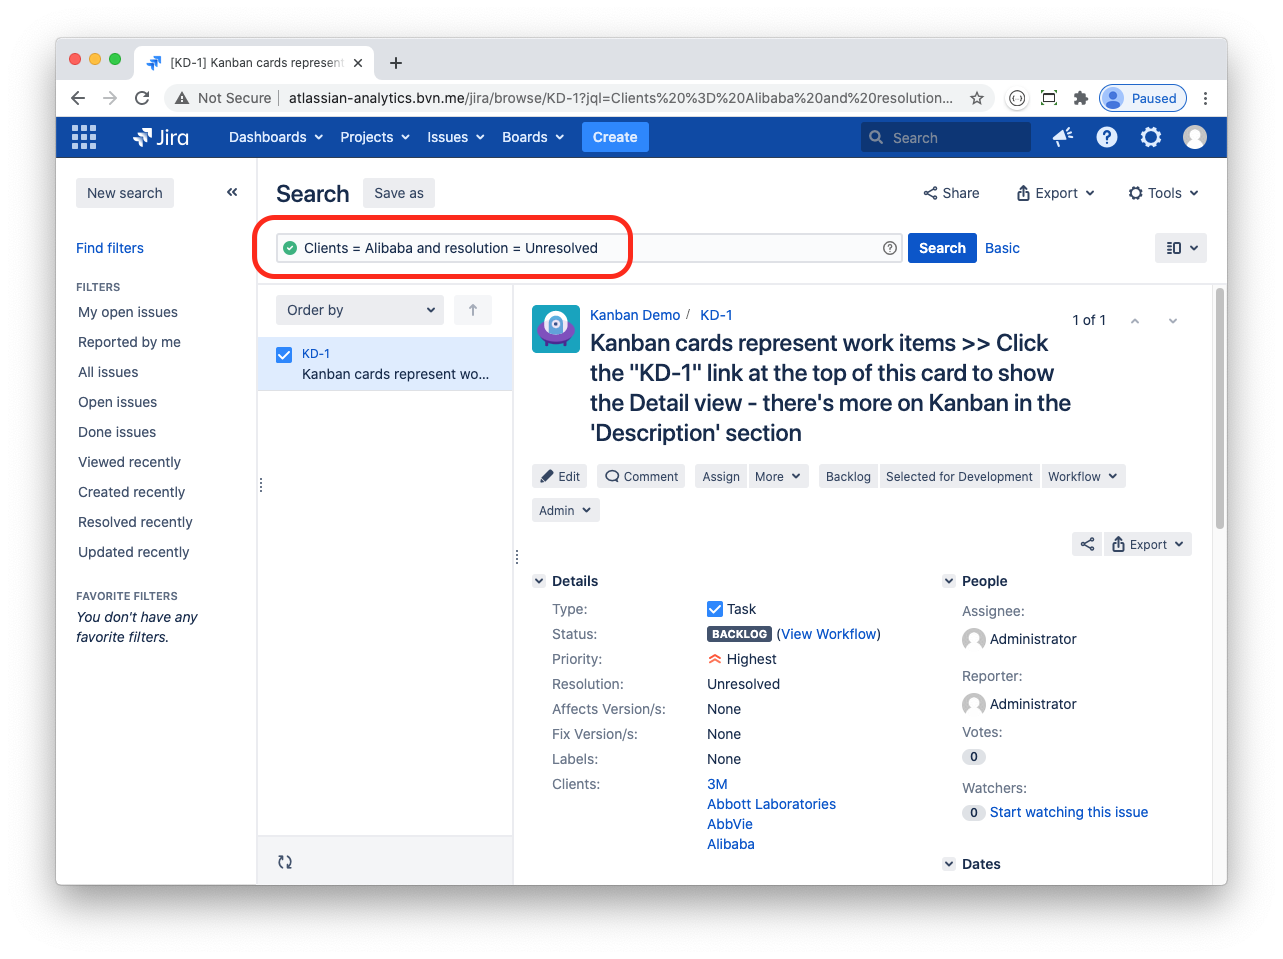 [KD-1] Kanban cards represent
Not Secure | atlassian-analytics.bvn.me/jira/browse/KD-1?jql=Clients%20%3D%20Alibaba%20and%20resolution... Paused
Jira Dashboards Projects Issues Boards Create Search
New search Search Save as Share Export Tools
Find filters Clients = Alibaba and resolution = Unresolved Search Basic
FILTERS
My open issues
Reported by me
All issues
Open issues
Done issues
Viewed recently
Created recently
Resolved recently
Updated recently
FAVORITE FILTERS
You don't have any
favorite filters.
Order by
KD-1
Kanban cards represent wo...
Kanban Demo / KD-1 1 of 1
Kanban cards represent work items >> Click
the "KD-1" link at the top of this card to show
the Detail view - there's more on Kanban in the
'Description' section
Edit Comment Assign More Backlog Selected for Development Workflow
Admin
Export
Details
Type: Task
Status: BACKLOG (View Workflow)
Priority: Highest
Resolution: Unresolved
Affects Version/s: None
Fix Version/s: None
Labels: None
Clients: 3M
Abbott Laboratories
AbbVie
Alibaba
People
Assignee:
Administrator
Reporter:
Administrator
Votes:
0
Watchers:
0 Start watching this issue
Dates